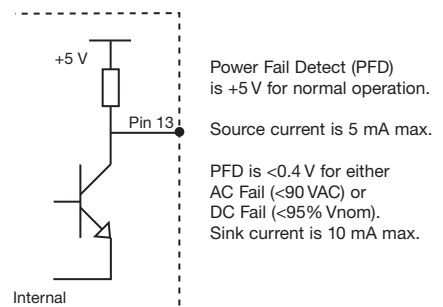 +5 V
Pin 13
Internal
Power Fail Detect (PFD)
is +5 V for normal operation.
Source current is 5 mA max.
PFD is <0.4 V for either
AC Fail (<90 VAC) or
DC Fail (<95% Vnom).
Sink current is 10 mA max.